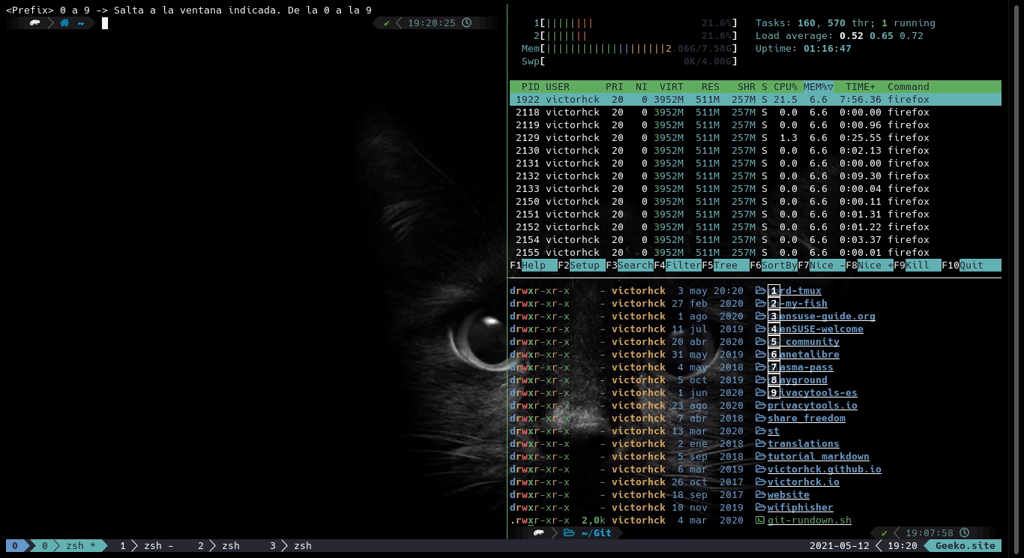 <Prefix> 0 a 9 -> Salta a la ventana indicada. De la 0 a la 9
~ > ✔ 19:20:25
1[|||||||| 21.6%]
2[||||||| 21.6%]
Mem[|||||||||||||||||||||2.86G/7.58G]
Swp[ 0K/4.00G]
Tasks: 160, 570 thr; 1 running
Load average: 0.52 0.65 0.72
Uptime: 01:16:47
PID USER PRI NI VIRT RES SHR S CPU% MEM%▽ TIME+ Command
1922 victorhck 20 0 3952M 511M 257M S 21.5 6.6 7:56.36 firefox
2118 victorhck 20 0 3952M 511M 257M S 0.0 6.6 0:00.00 firefox
2119 victorhck 20 0 3952M 511M 257M S 0.0 6.6 0:00.96 firefox
2129 victorhck 20 0 3952M 511M 257M S 1.3 6.6 0:25.55 firefox
2130 victorhck 20 0 3952M 511M 257M S 0.0 6.6 0:02.13 firefox
2131 victorhck 20 0 3952M 511M 257M S 0.0 6.6 0:00.00 firefox
2132 victorhck 20 0 3952M 511M 257M S 0.0 6.6 0:09.30 firefox
2133 victorhck 20 0 3952M 511M 257M S 0.0 6.6 0:00.04 firefox
2150 victorhck 20 0 3952M 511M 257M S 0.0 6.6 0:00.11 firefox
2151 victorhck 20 0 3952M 511M 257M S 0.0 6.6 0:01.31 firefox
2152 victorhck 20 0 3952M 511M 257M S 0.0 6.6 0:01.22 firefox
2154 victorhck 20 0 3952M 511M 257M S 0.0 6.6 0:03.37 firefox
2155 victorhck 20 0 3952M 511M 257M S 0.0 6.6 0:00.01 firefox
F1Help F2Setup F3SearchF4FilterF5Tree F6SortByF7Nice -F8Nice +F9Kill F10Quit
drwxr-xr-x - victorhck 3 may 20:20 1rd-tmux
drwxr-xr-x - victorhck 27 feb 2020 2-my-fish
drwxr-xr-x - victorhck 1 ago 2020 3ensuse-guide.org
drwxr-xr-x - victorhck 11 jul 2019 4enSUSE-welcome
drwxr-xr-x - victorhck 20 abr 2020 5_community
drwxr-xr-x - victorhck 31 may 2019 6anetalibre
drwxr-xr-x - victorhck 4 may 2018 7asma-pass
drwxr-xr-x - victorhck 5 oct 2019 8ayground
drwxr-xr-x - victorhck 1 jun 2020 9ivacytools-es
drwxr-xr-x - victorhck 23 ago 2020 privacytools.io
drwxr-xr-x - victorhck 7 abr 2018 share_freedom
drwxr-xr-x - victorhck 13 mar 2020 st
drwxr-xr-x - victorhck 2 ene 2018 translations
drwxr-xr-x - victorhck 5 sep 2018 tutorial_markdown
drwxr-xr-x - victorhck 6 mar 2019 victorhck.github.io
drwxr-xr-x - victorhck 26 oct 2017 victorhck.io
drwxr-xr-x - victorhck 18 sep 2017 website
drwxr-xr-x - victorhck 10 nov 2019 wifiphisher
.rwxr-xr-x 2,0k victorhck 4 mar 2020 git-rundown.sh
~/Git ✔ 19:07:58
0 0 zsh * 1 zsh - 2 zsh 3 zsh 2021-05-12 19:20 Geeko.site